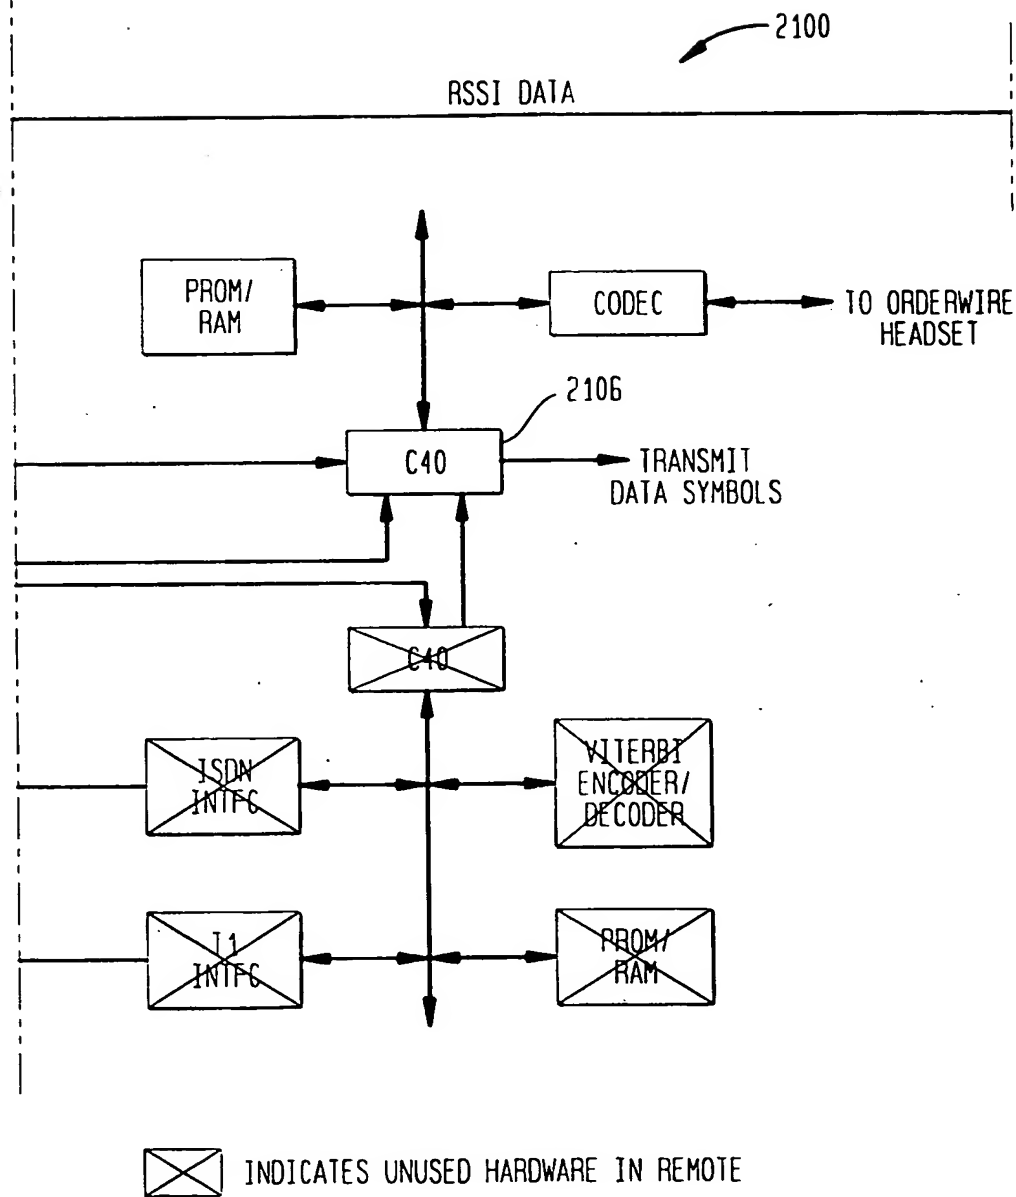 2100
RSSI DATA
PROM/
RAM
CODEC
TO ORDERWIRE
HEADSET
2106
C40
TRANSMIT
DATA SYMBOLS
C40
ISDN
INTFC
VITERBI
ENCODER/
DECODER
T1
INTFC
PROM/
RAM
INDICATES UNUSED HARDWARE IN REMOTE